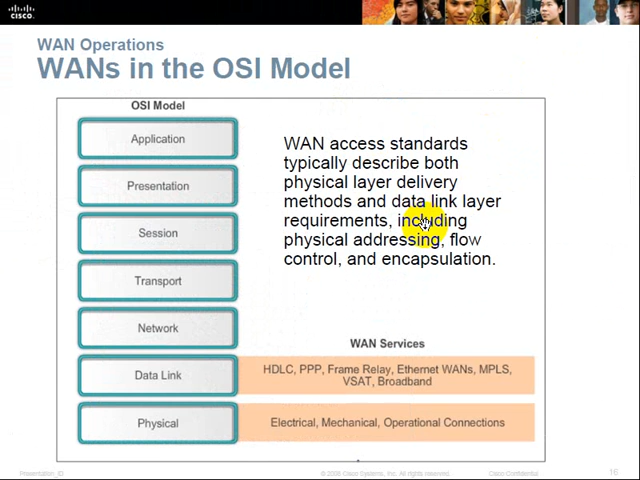 CISCO
WAN Operations
WANs in the OSI Model
OSI Model
Application
Presentation
Session
Transport
Network
Data Link
Physical
WAN access standards
typically describe both
physical layer delivery
methods and data link layer
requirements, including
physical addressing, flow
control, and encapsulation.
WAN Services
HDLC, PPP, Frame Relay, Ethernet WANs, MPLS,
VSAT, Broadband
Electrical, Mechanical, Operational Connections
Presentation_ID
© 2008 Cisco Systems, Inc. All rights reserved.
Cisco Confidential
16